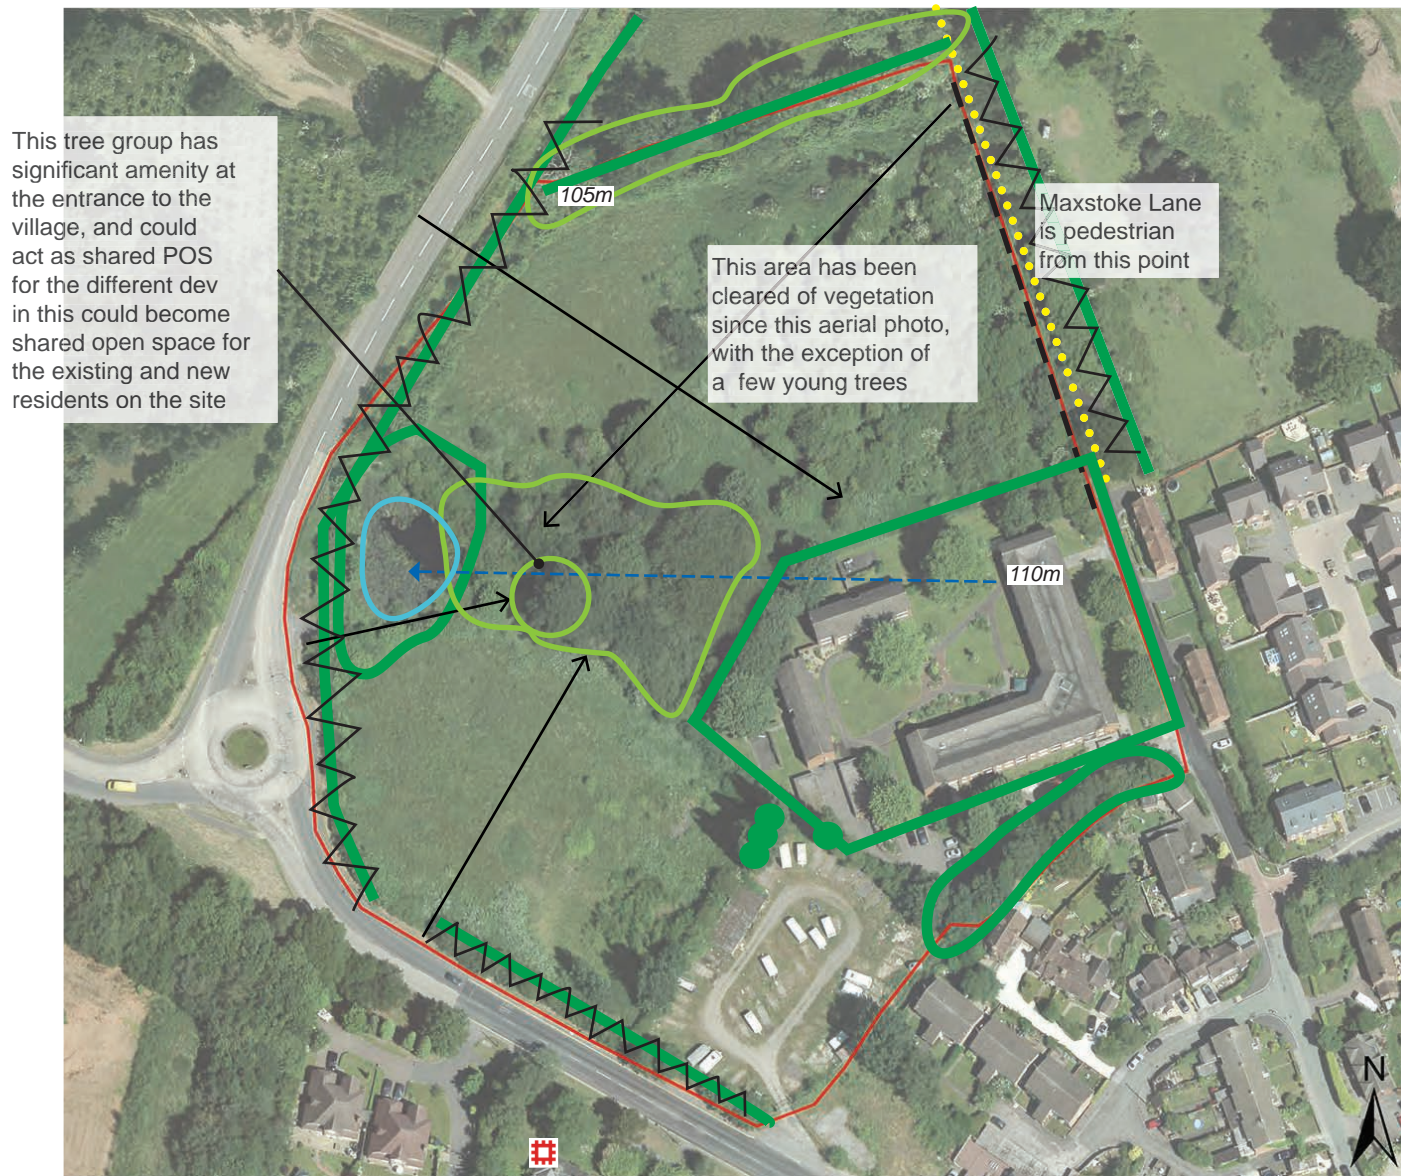 This tree group has
significant amenity at
the entrance to the
village, and could
act as shared POS
for the different dev
in this could become
shared open space for
the existing and new
residents on the site
105m
Maxstoke Lane
is pedestrian
from this point
This area has been
cleared of vegetation
since this aerial photo,
with the exception of
a few young trees
110m
N